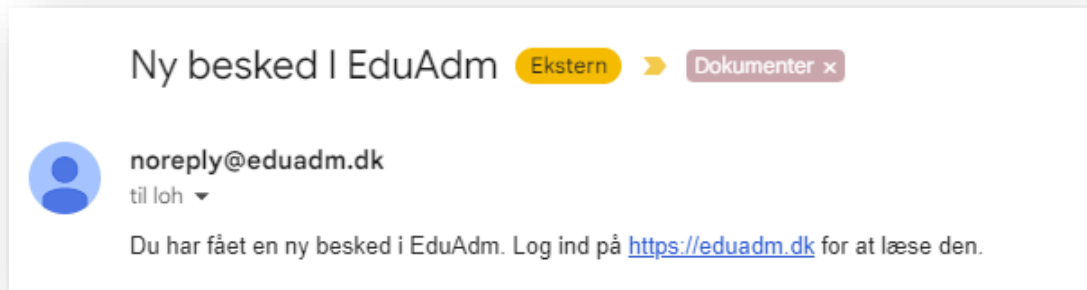 Ny besked I EduAdm Ekstern Dokumenter x
noreply@eduadm.dk
til loh
Du har fået en ny besked i EduAdm. Log ind på https://eduadm.dk for at læse den.